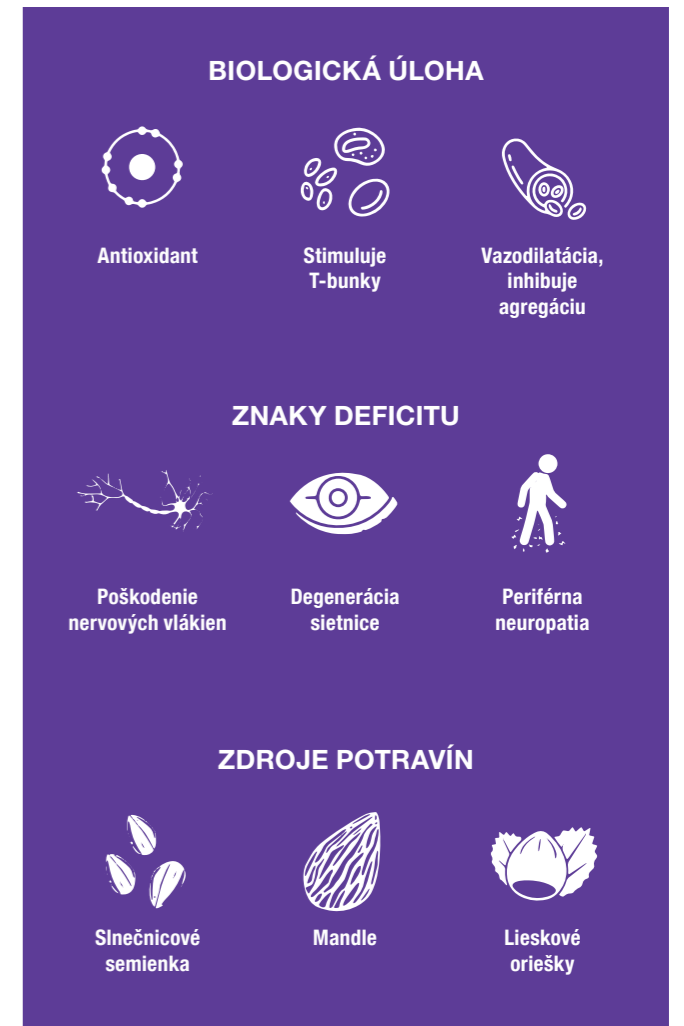 BIOLOGICKÁ ÚLOHA
Antioxidant
Stimuluje
T-bunky
Vazodilatácia,
inhibuje
agregáciu
ZNAKY DEFICITU
Poškodenie
nervových vlákien
Degenerácia
sietnice
Periférna
neuropatia
ZDROJE POTRAVÍN
Slnečnicové
semienka
Mandle
Lieskové
oriešky